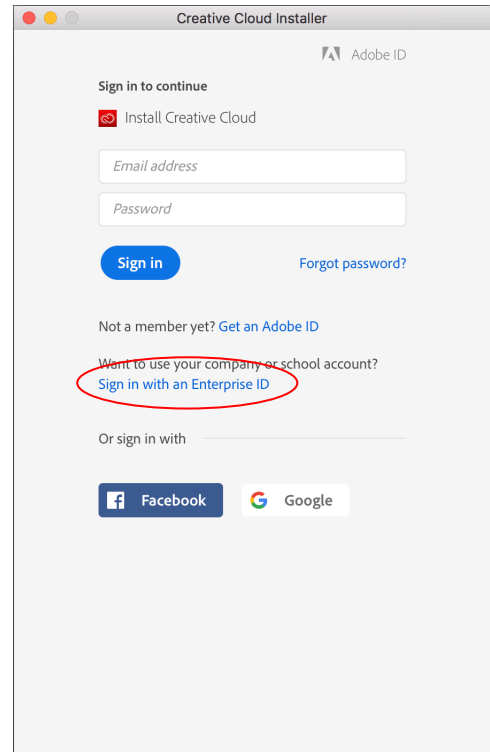 Creative Cloud Installer
Adobe ID
Sign in to continue
Install Creative Cloud
Email address
Password
Sign in
Forgot password?
Not a member yet? Get an Adobe ID
Want to use your company or school account?
Sign in with an Enterprise ID
Or sign in with
Facebook
Google